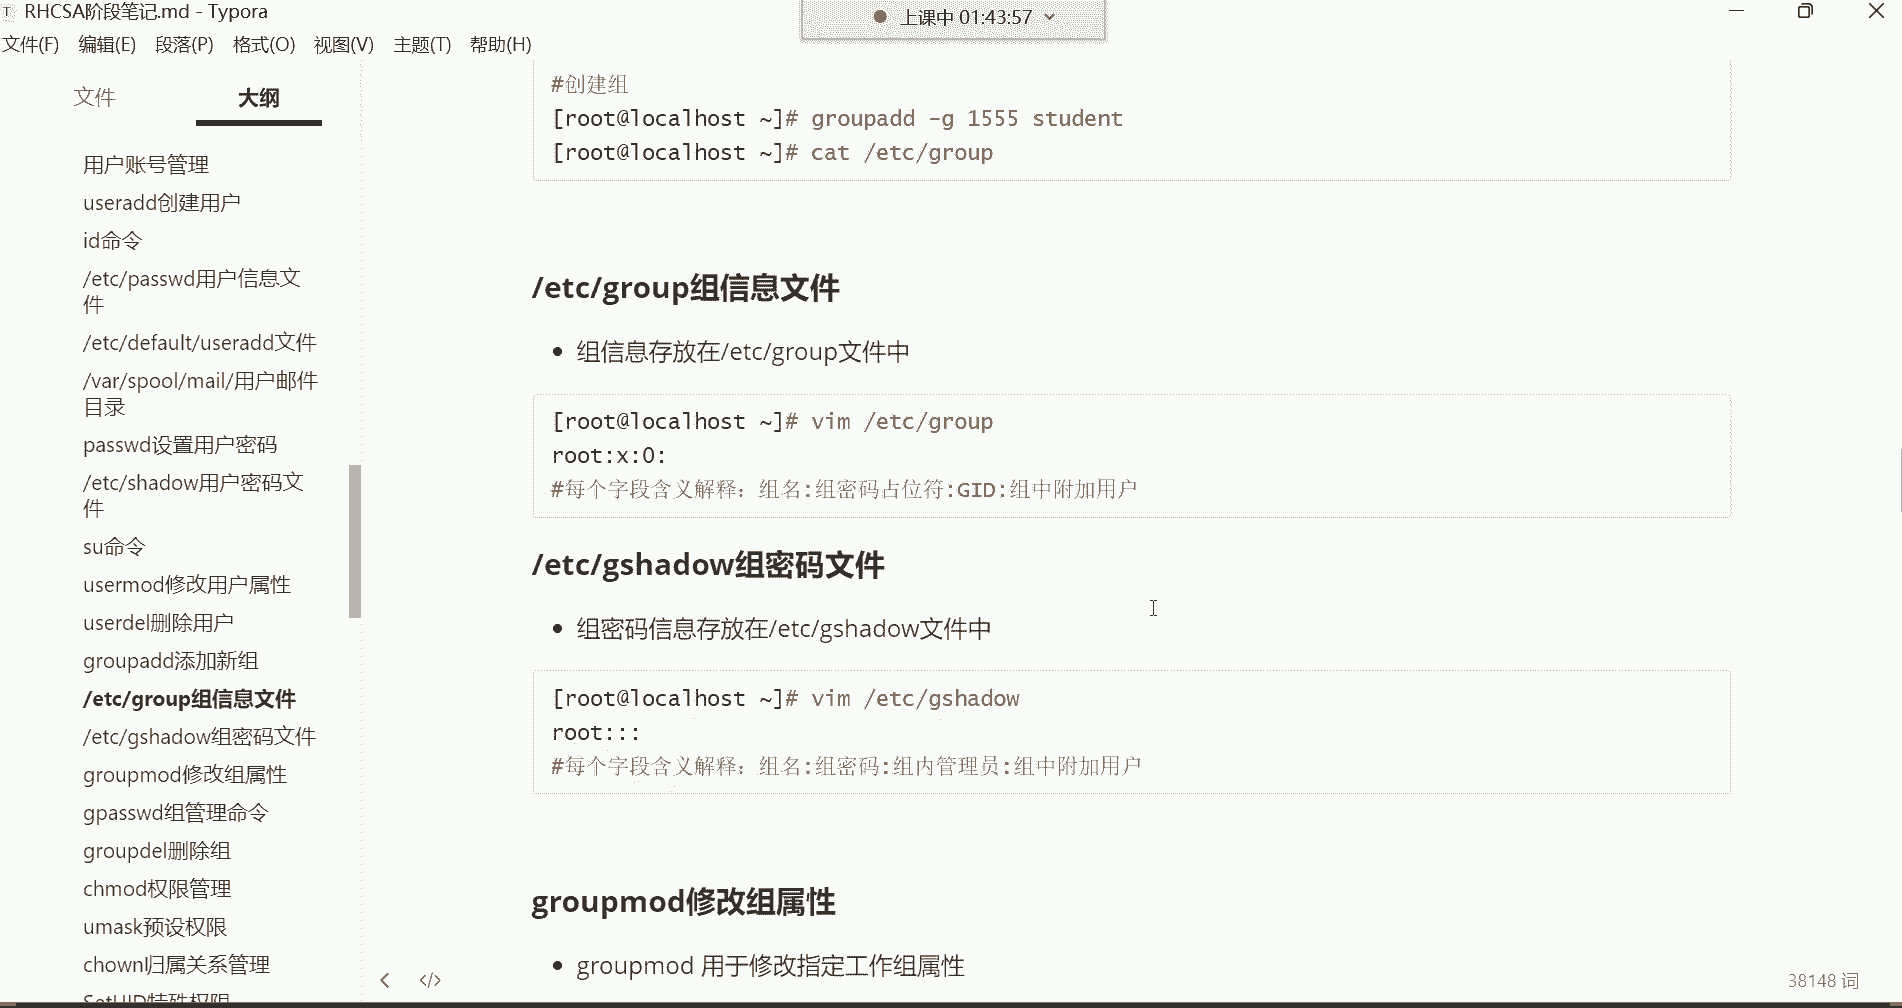 RHCSA阶段笔记.md - Typora
上课中 01:43:57
文件(F) 编辑(E) 段落(P) 格式(O) 视图(V) 主题(T) 帮助(H)
文件 大纲
用户账号管理
useradd创建用户
id命令
/etc/passwd用户信息文
件
/etc/default/useradd文件
/var/spool/mail/用户邮件
目录
passwd设置用户密码
/etc/shadow用户密码文
件
su命令
usermod修改用户属性
userdel删除用户
groupadd添加新组
/etc/group组信息文件
/etc/gshadow组密码文件
groupmod修改组属性
gpasswd组管理命令
groupdel删除组
chmod权限管理
umask预设权限
chownl归属关系管理
SetUID特殊权限
#创建组
[root@localhost ~]# groupadd -g 1555 student
[root@localhost ~]# cat /etc/group
/etc/group组信息文件
组信息存放在/etc/group文件中
[root@localhost ~]# vim /etc/group
root:x:0:
#每个字段含义解释：组名:组密码占位符:GID:组中附加用户
/etc/gshadow组密码文件
组密码信息存放在/etc/gshadow文件中
[root@localhost ~]# vim /etc/gshadow
root:::
#每个字段含义解释：组名:组密码:组内管理员:组中附加用户
groupmod修改组属性
groupmod 用于修改指定工作组属性
38148 词